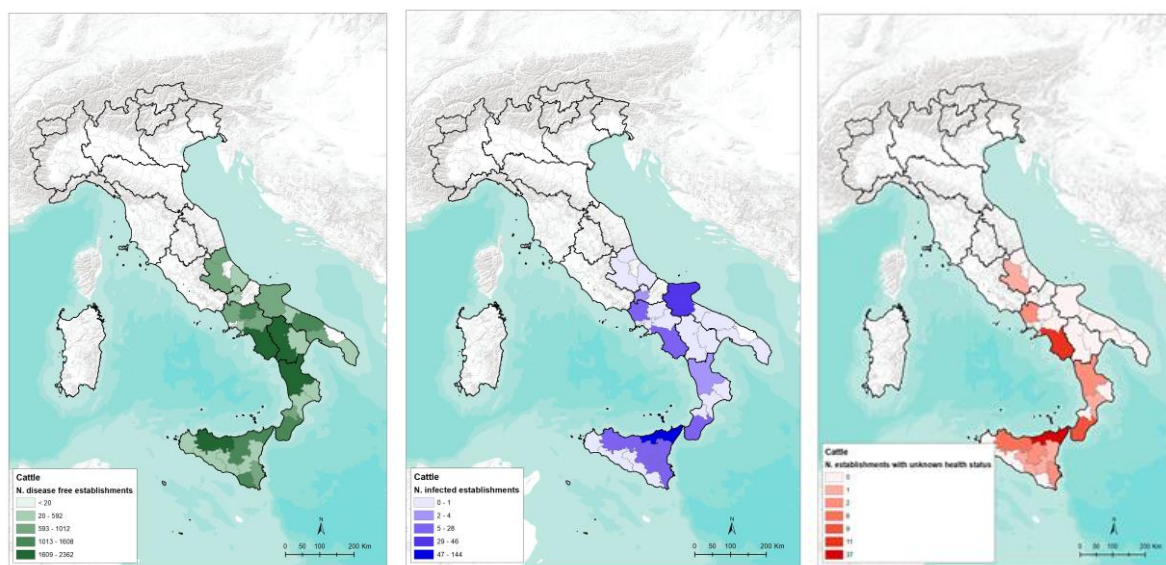 Cattle
N. disease free establishments
< 20
20 - 592
593 - 1012
1013 - 1608
1609 - 2362
N
0 50 100 200 Km
Cattle
N. infected establishments
0 - 1
2 - 4
5 - 28
29 - 46
47 - 144
N
0 50 100 200 Km
Cattle
N. establishments with unknown health status
0
1
2
9
11
37
N
0 50 100 200 Km